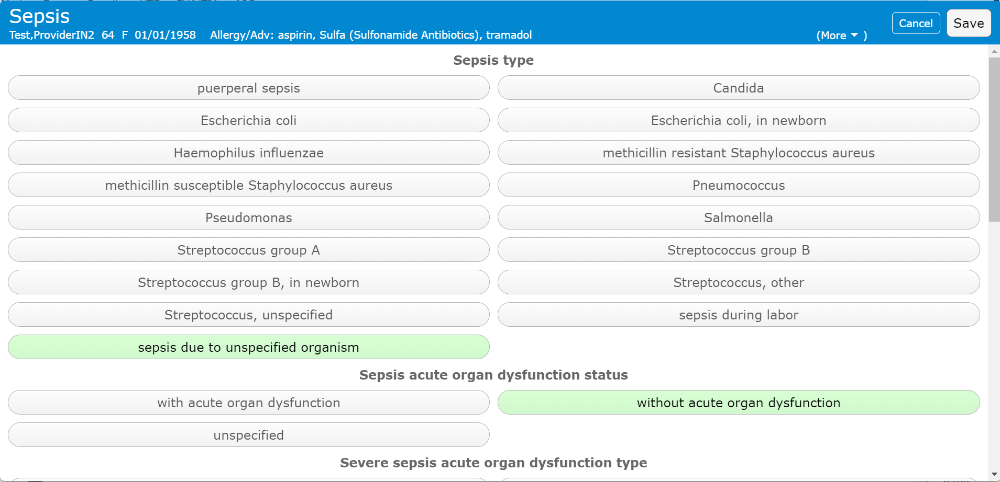 Sepsis
Cancel
Save
Test,ProviderIN2 64 F 01/01/1958 Allergy/Adv: aspirin, Sulfa (Sulfonamide Antibiotics), tramadol
(More )
Sepsis type
puerperal sepsis
Candida
Escherichia coli
Escherichia coli, in newborn
Haemophilus influenzae
methicillin resistant Staphylococcus aureus
methicillin susceptible Staphylococcus aureus
Pneumococcus
Pseudomonas
Salmonella
Streptococcus group A
Streptococcus group B
Streptococcus group B, in newborn
Streptococcus, other
Streptococcus, unspecified
sepsis during labor
sepsis due to unspecified organism
Sepsis acute organ dysfunction status
with acute organ dysfunction
without acute organ dysfunction
unspecified
Severe sepsis acute organ dysfunction type